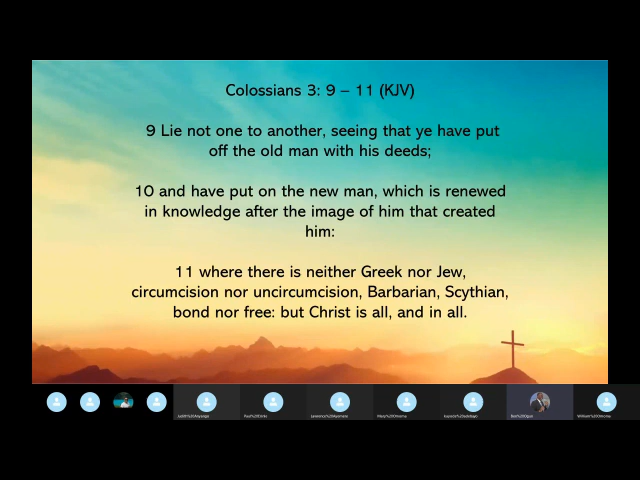 Colossians 3: 9 – 11 (KJV)
9 Lie not one to another, seeing that ye have put
off the old man with his deeds;
10 and have put on the new man, which is renewed
in knowledge after the image of him that created
him:
11 where there is neither Greek nor Jew,
circumcision nor uncircumcision, Barbarian, Scythian,
bond nor free: but Christ is all, and in all.